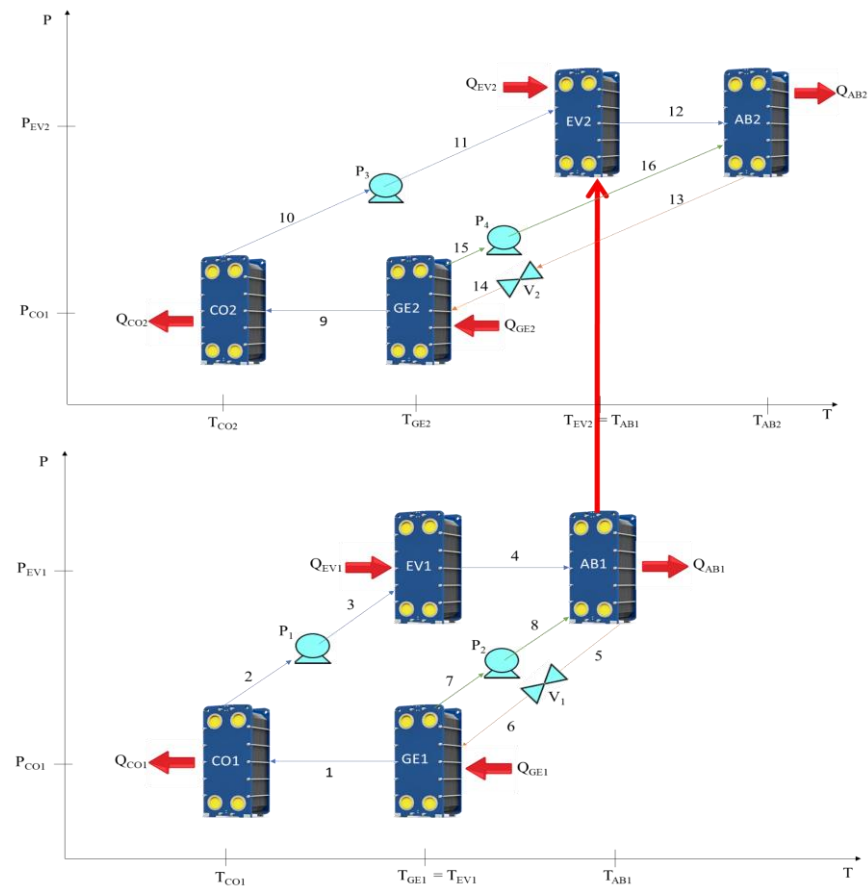 P
Q_EV2
EV2
12
AB2
Q_AB2
P_EV2
11
P_3
16
10
13
P_4
15
14
V_2
CO2
GE2
P_CO1
9
Q_CO2
Q_GE2
T_CO2
T_GE2
T_EV2 = T_AB1
T_AB2
T
P
Q_EV1
EV1
4
AB1
Q_AB1
P_EV1
3
P_1
8
P_2
5
2
7
V_1
6
Q_CO1
CO1
1
GE1
Q_GE1
P_CO1
T_CO1
T_GE1 = T_EV1
T_AB1
T